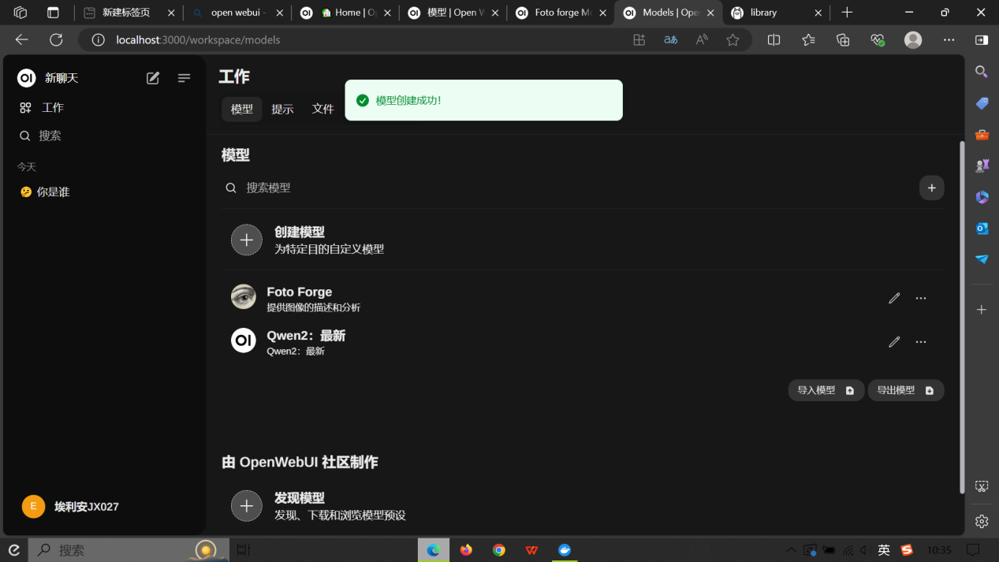 新建标签页
open webui -
Home | O
模型 | Open W
Foto forge Mo
Models | Open
library
localhost:3000/workspace/models
OI 新聊天
工作
搜索
今天
🤔 你是谁
E 埃利安JX027
工作
模型 提示 文件
模型创建成功！
模型
搜索模型
创建模型
为特定目的自定义模型
Foto Forge
提供图像的描述和分析
OI Qwen2：最新
Qwen2：最新
导入模型 导出模型
由 OpenWebUI 社区制作
发现模型
发现、下载和浏览模型预设
搜索
英 10:35